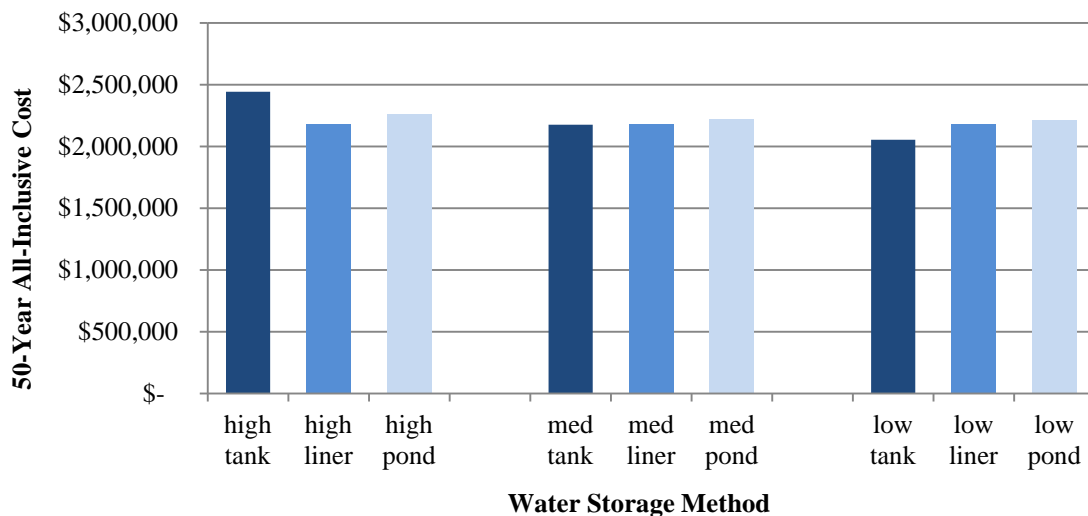 $3,000,000
$2,500,000
$2,000,000
$1,500,000
$1,000,000
$500,000
$-
50-Year All-Inclusive Cost
high tank
high liner
high pond
med tank
med liner
med pond
low tank
low liner
low pond
Water Storage Method